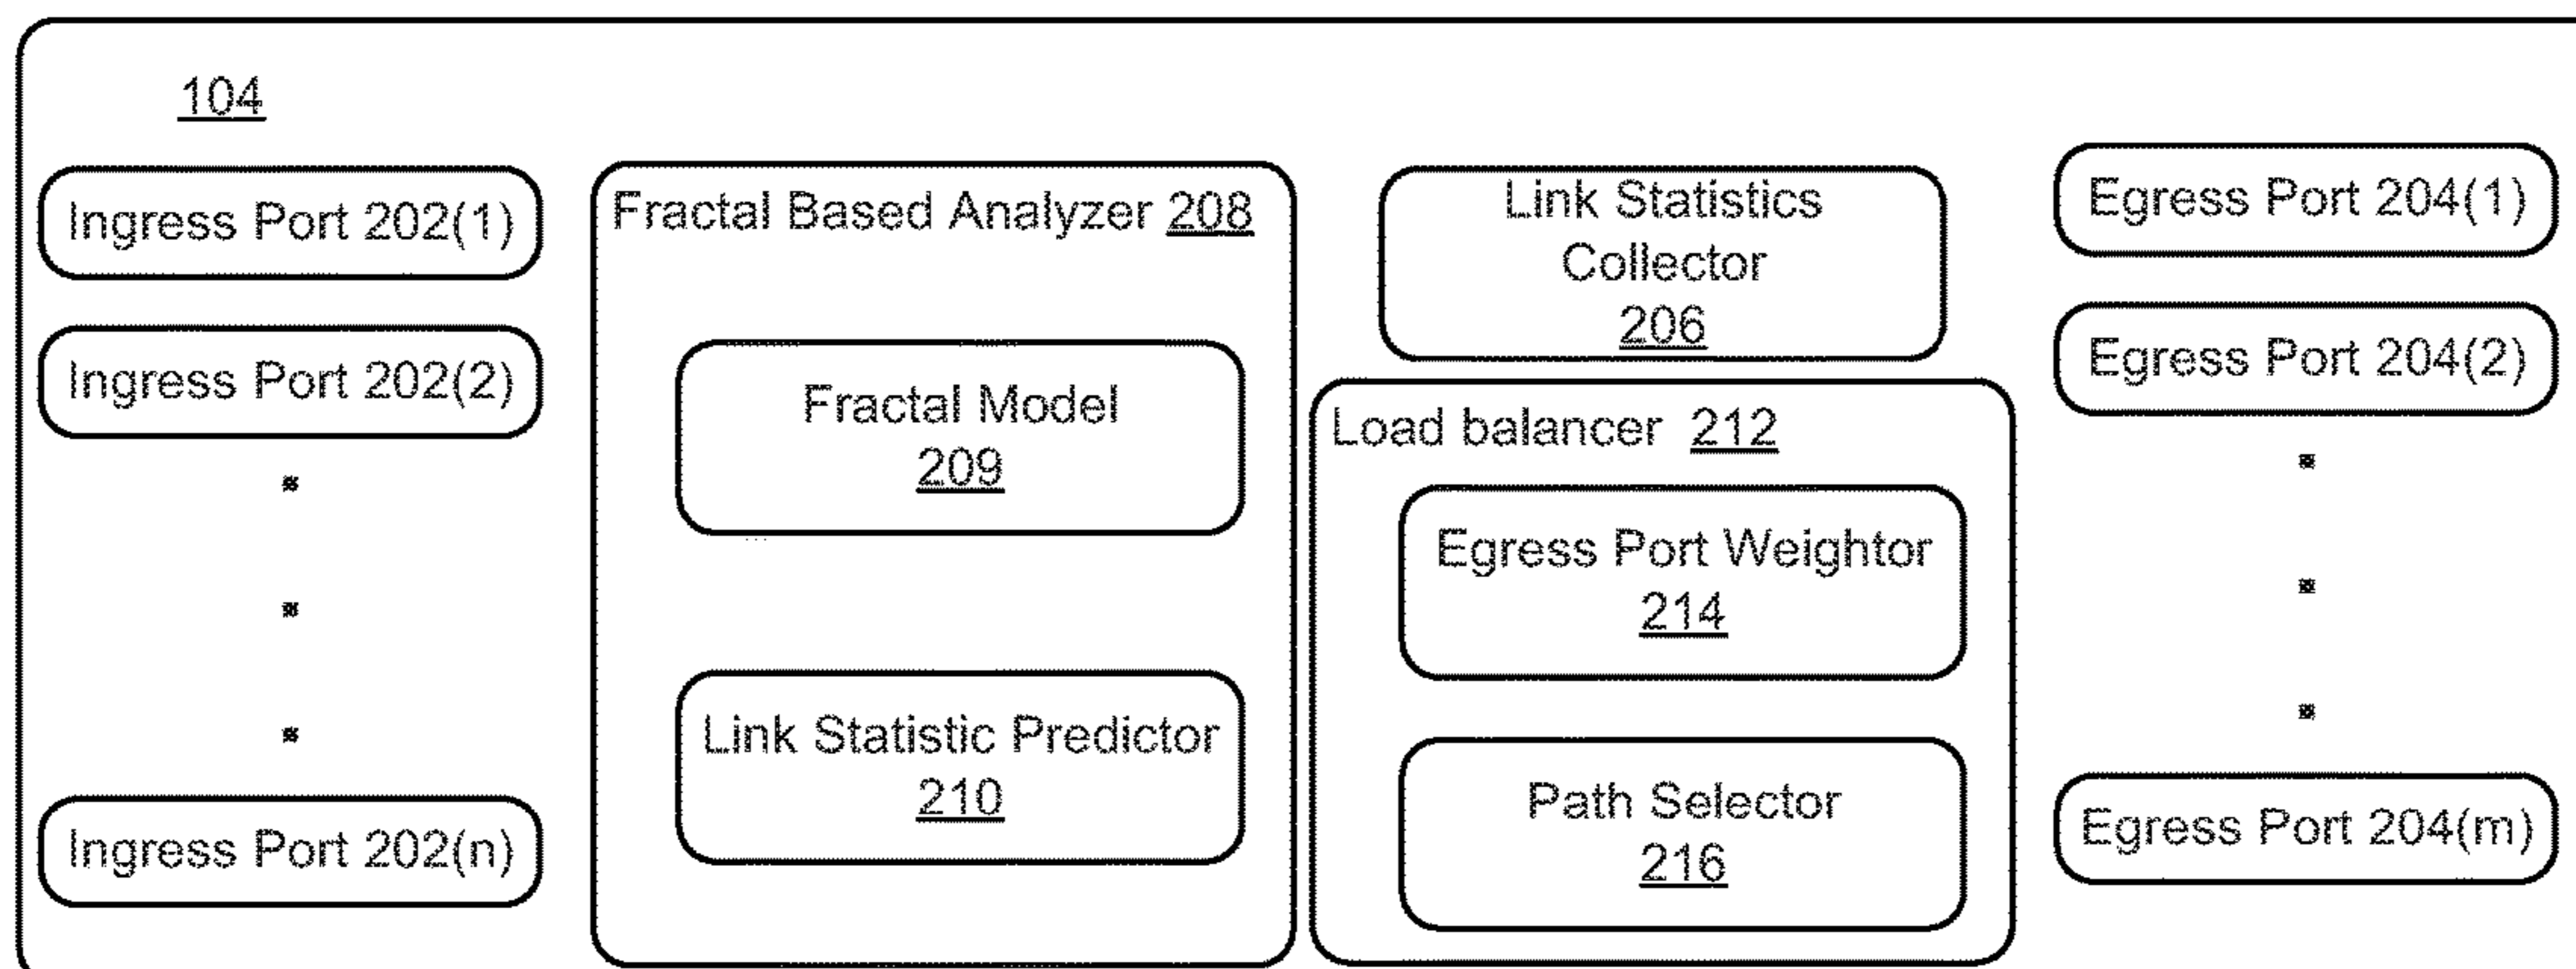 104
Ingress Port 202(1)
Ingress Port 202(2)
Ingress Port 202(n)
Fractal Based Analyzer 208
Fractal Model
209
Link Statistic Predictor
210
Link Statistics
Collector
206
Load balancer 212
Egress Port Weightor
214
Path Selector
216
Egress Port 204(1)
Egress Port 204(2)
Egress Port 204(m)